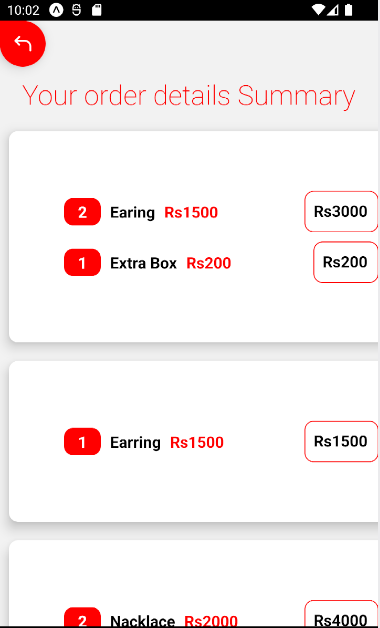 10:02
Your order details Summary
2 Earing Rs1500 Rs3000
1 Extra Box Rs200 Rs200
1 Earring Rs1500 Rs1500
2 Nacklace Rs2000 Rs4000